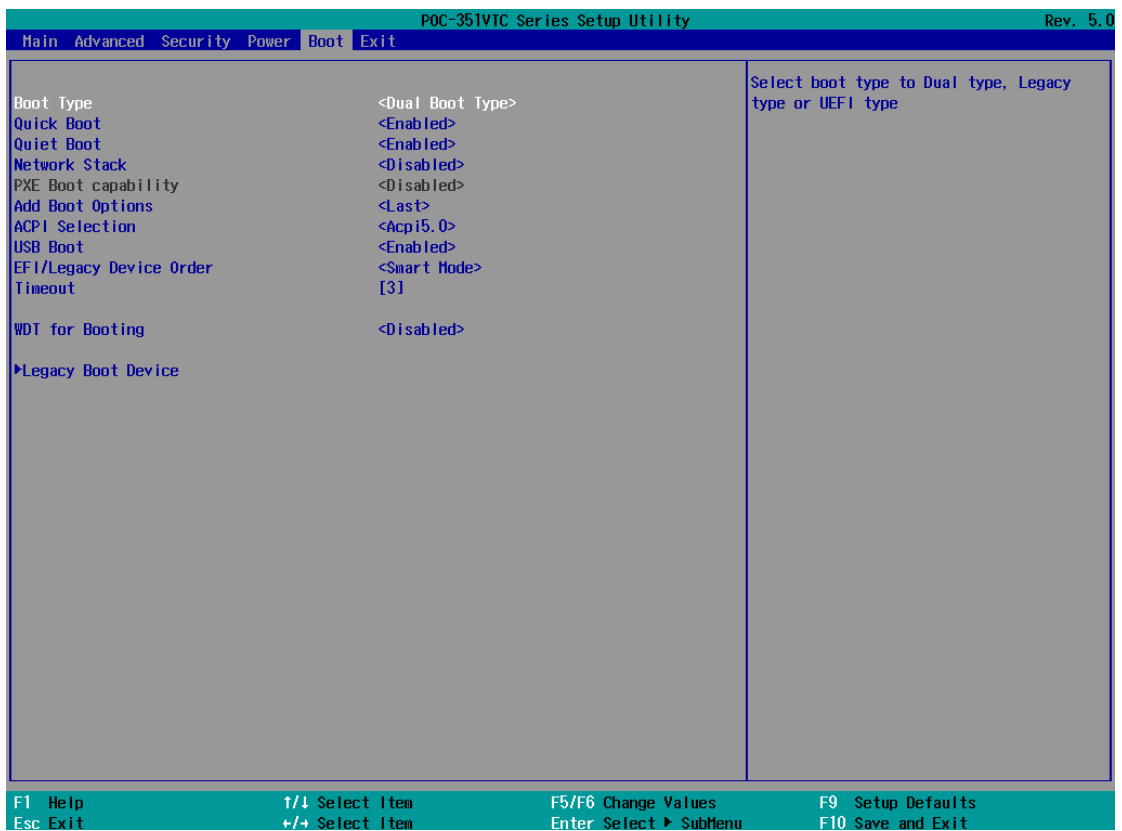 POC-351VTC Series Setup Utility Rev. 5.0
Main Advanced Security Power Boot Exit
Boot Type <Dual Boot Type>
Quick Boot <Enabled>
Quiet Boot <Enabled>
Network Stack <Disabled>
PXE Boot capability <Disabled>
Add Boot Options <Last>
ACPI Selection <Acpi5.0>
USB Boot <Enabled>
EFI/Legacy Device Order <Smart Mode>
Timeout [3]
WDT for Booting <Disabled>
▶Legacy Boot Device
Select boot type to Dual type, Legacy
type or UEFI type
F1 Help ↑/↓ Select Item F5/F6 Change Values F9 Setup Defaults
Esc Exit ←/→ Select Item Enter Select ▶ SubMenu F10 Save and Exit